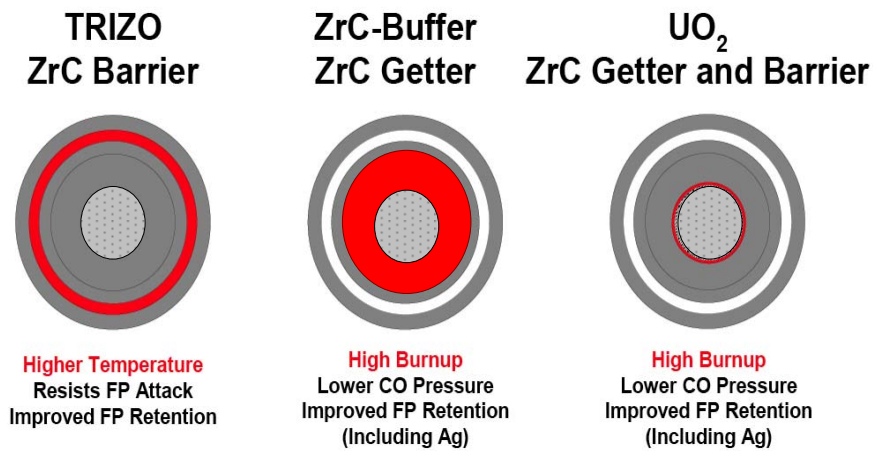 TRIZO
ZrC Barrier
Higher Temperature
Resists FP Attack
Improved FP Retention
ZrC-Buffer
ZrC Getter
High Burnup
Lower CO Pressure
Improved FP Retention
(Including Ag)
UO₂
ZrC Getter and Barrier
High Burnup
Lower CO Pressure
Improved FP Retention
(Including Ag)